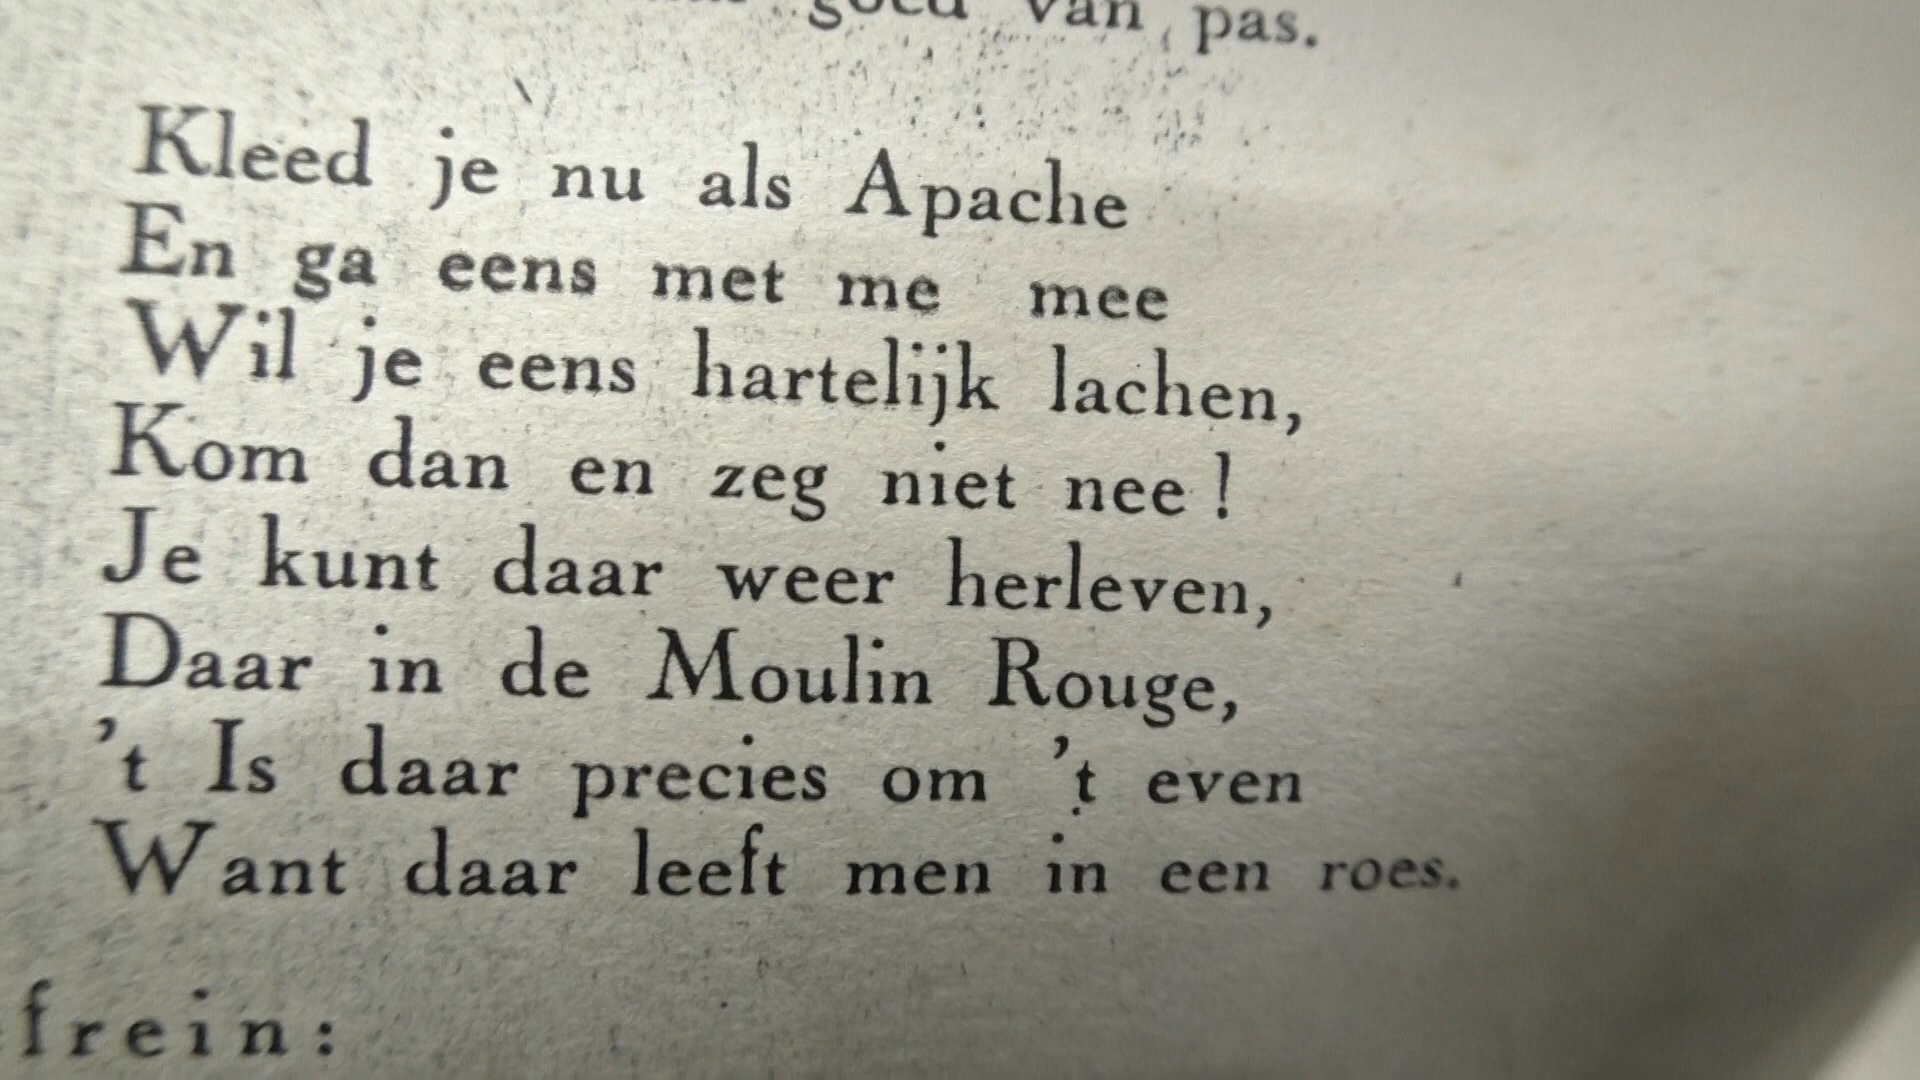 goed van pas.
Kleed je nu als Apache
En ga eens met me mee
Wil je eens hartelijk lachen,
Kom dan en zeg niet nee !
Je kunt daar weer herleven,
Daar in de Moulin Rouge,
't Is daar precies om 't even
Want daar leeft men in een roes.
frein: